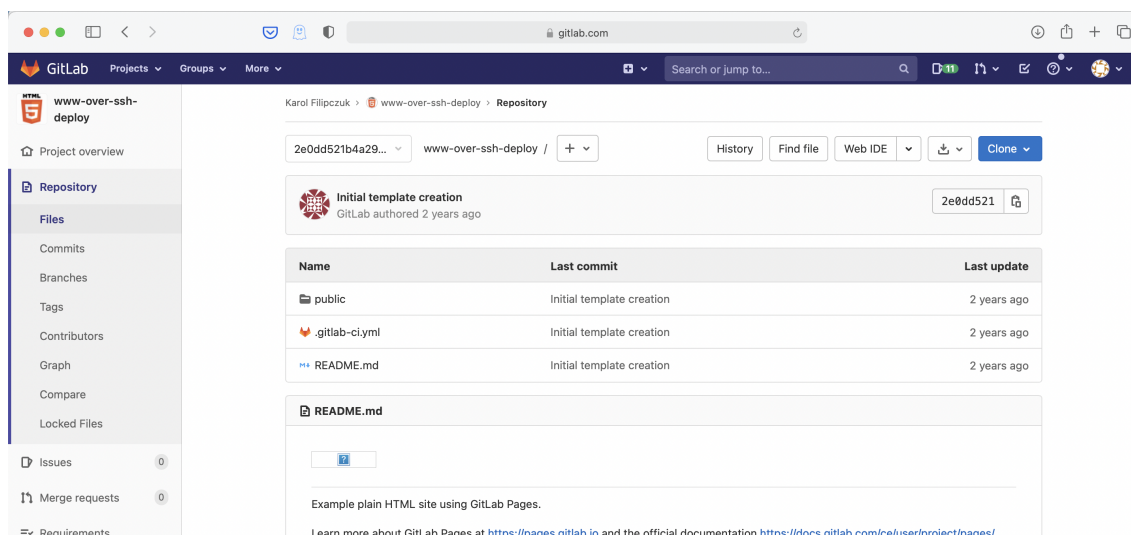 gitlab.com
GitLab Projects Groups More Search or jump to... 11
HTML
5
www-over-ssh-
deploy
Karol Filipczuk > www-over-ssh-deploy > Repository
Project overview
2e0dd521b4a29... www-over-ssh-deploy / + History Find file Web IDE Clone
Repository
Initial template creation
GitLab authored 2 years ago
2e0dd521
Files
Commits
Branches
Tags
Contributors
Graph
Compare
Locked Files
Issues 0
Merge requests 0
Requirements
Name Last commit Last update
public Initial template creation 2 years ago
.gitlab-ci.yml Initial template creation 2 years ago
M+ README.md Initial template creation 2 years ago
README.md
?
Example plain HTML site using GitLab Pages.
Learn more about GitLab Pages at https://pages.gitlab.io and the official documentation https://docs.gitlab.com/ce/user/project/pages/